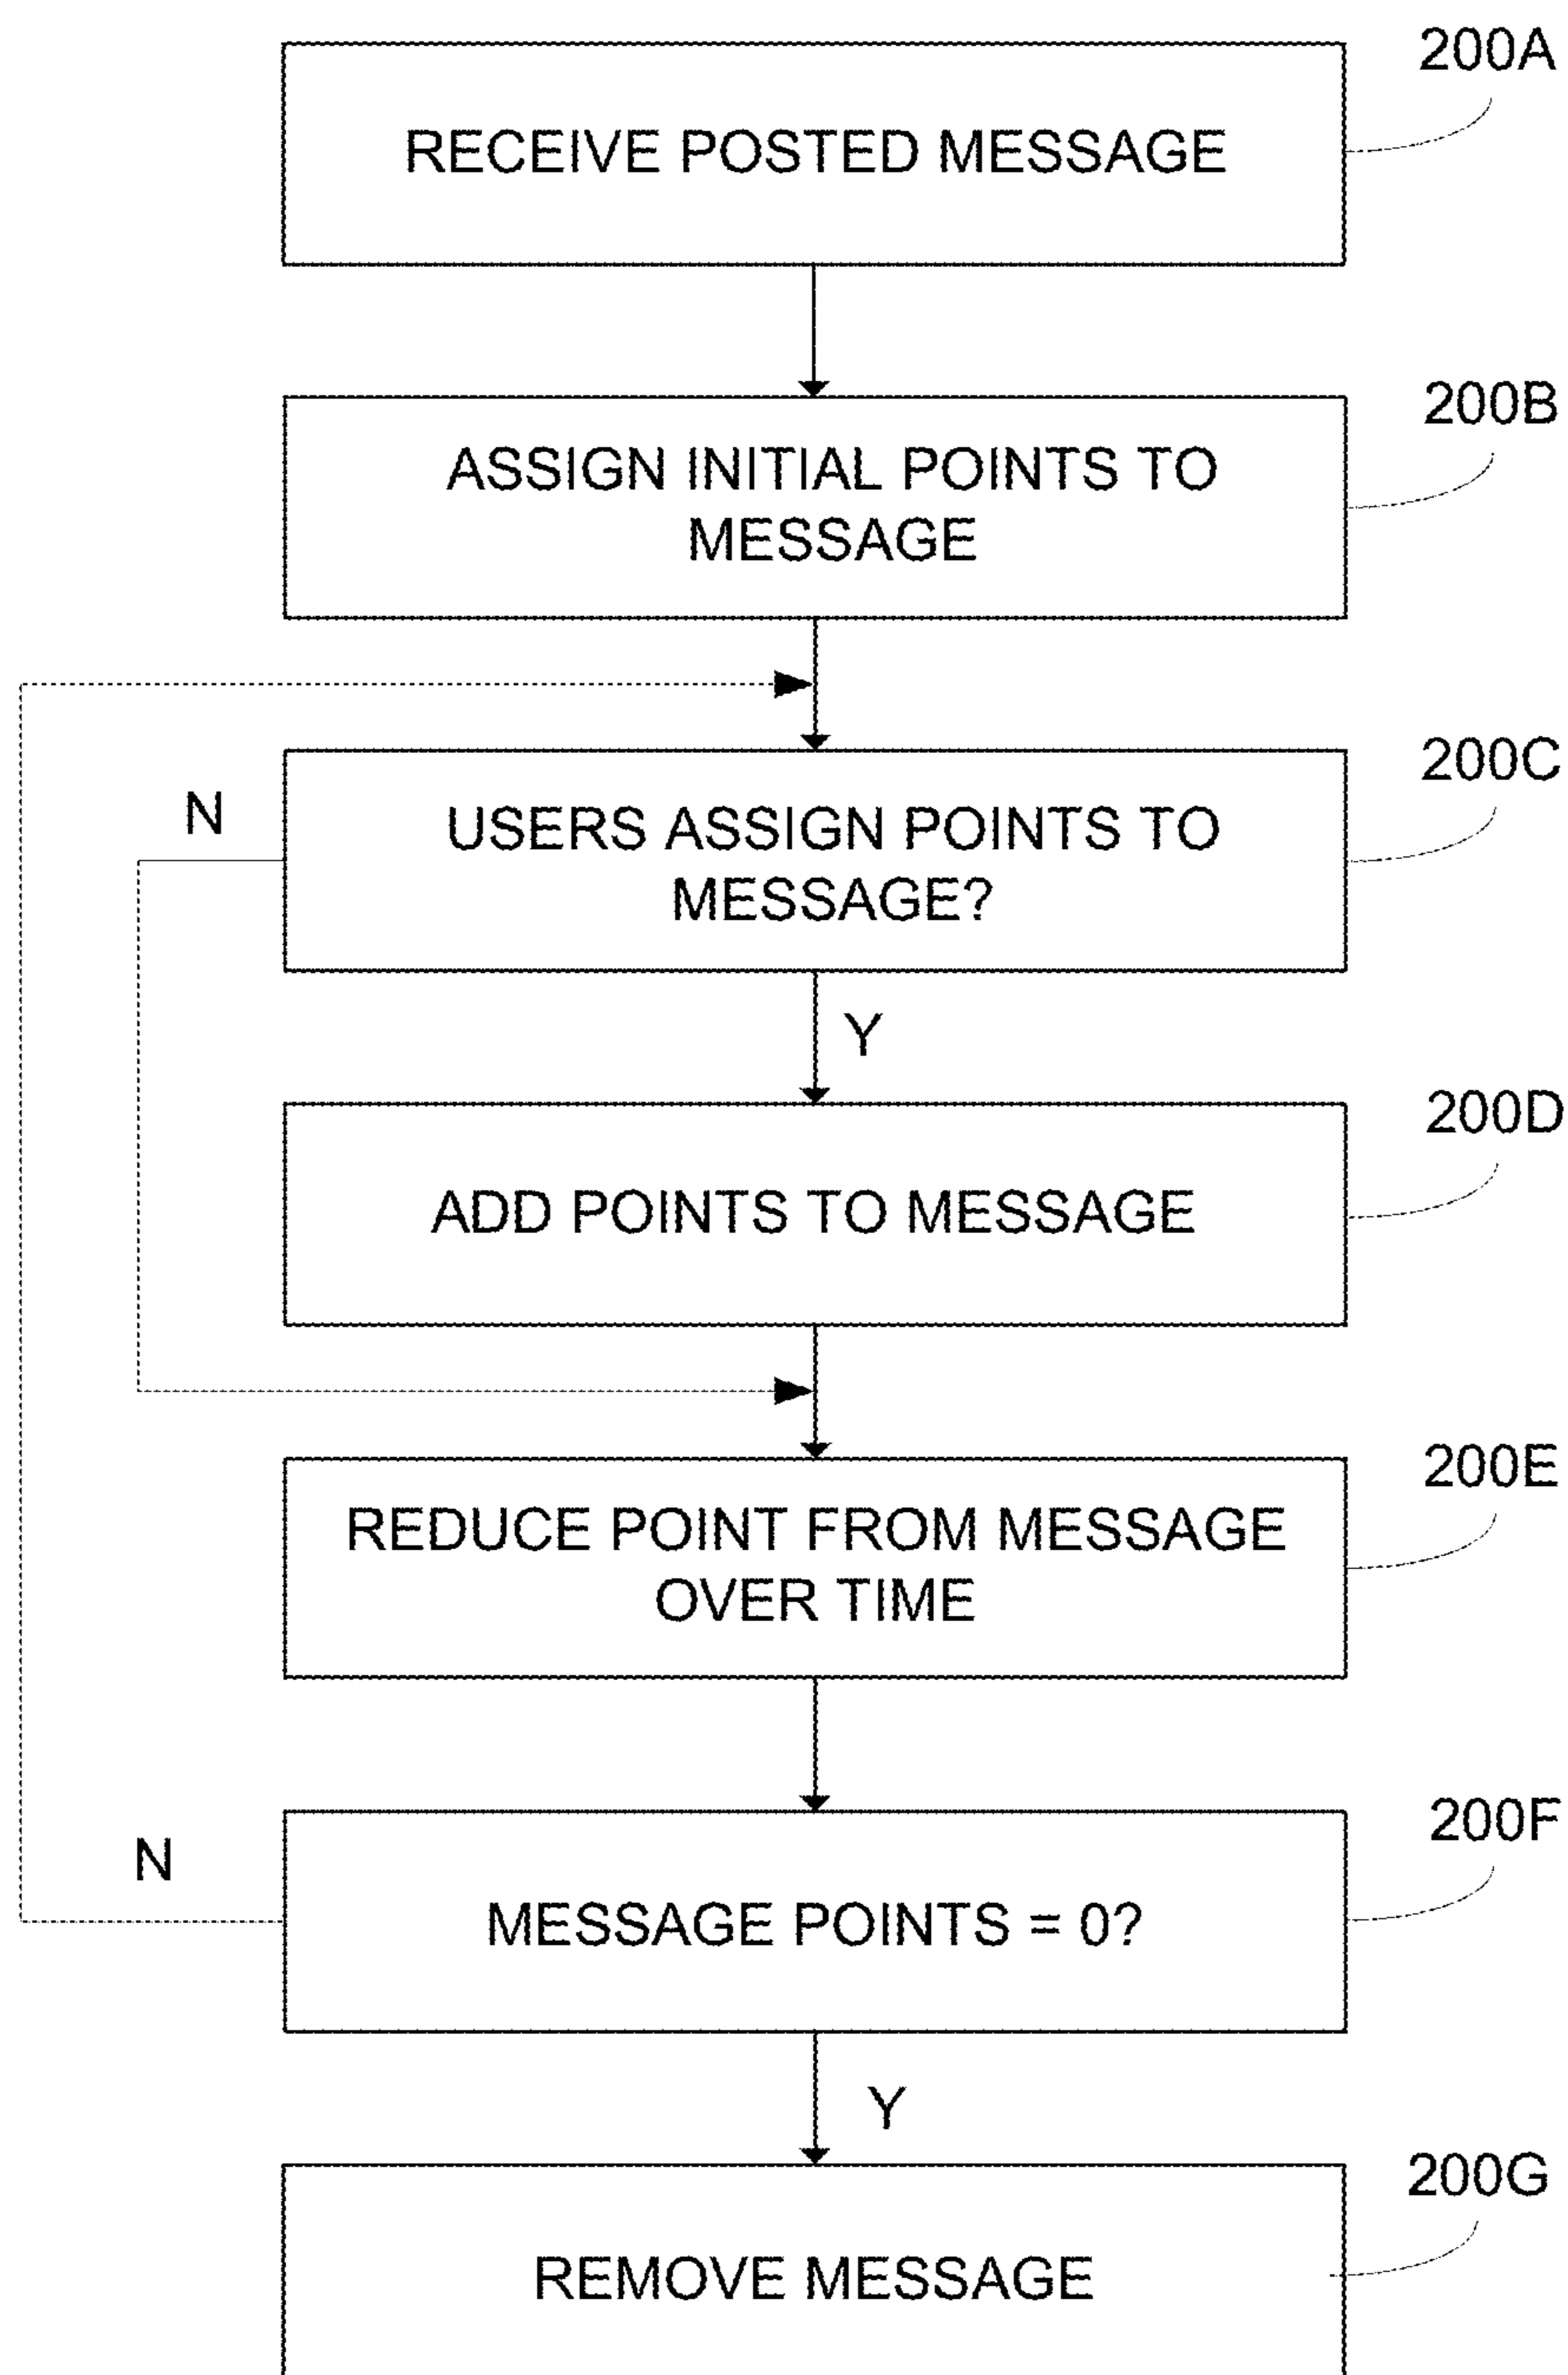 200A
RECEIVE POSTED MESSAGE
200B
ASSIGN INITIAL POINTS TO
MESSAGE
200C
N
USERS ASSIGN POINTS TO
MESSAGE?
Y
200D
ADD POINTS TO MESSAGE
200E
REDUCE POINT FROM MESSAGE
OVER TIME
200F
N
MESSAGE POINTS = 0?
Y
200G
REMOVE MESSAGE